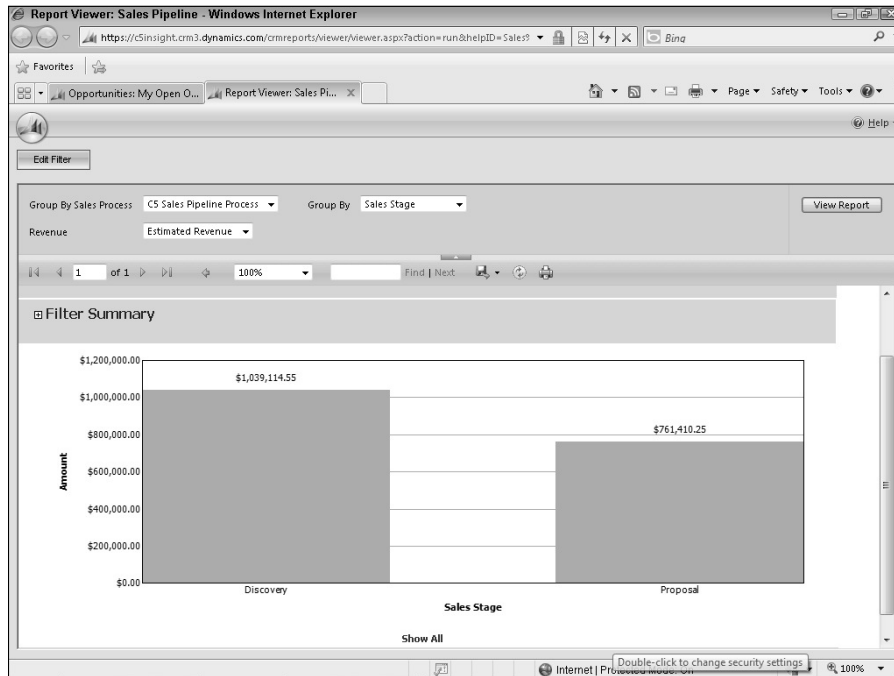 Report Viewer: Sales Pipeline - Windows Internet Explorer
https://c5insight.crm3.dynamics.com/crmreports/viewer/viewer.aspx?action=run&helpID=Sales%
Bing
Favorites
Opportunities: My Open O...
Report Viewer: Sales Pi...
Page
Safety
Tools
Help
Edit Filter
Group By Sales Process
C5 Sales Pipeline Process
Group By
Sales Stage
View Report
Revenue
Estimated Revenue
1 of 1
100%
Find | Next
Filter Summary
$1,200,000.00
$1,039,114.55
$1,000,000.00
$800,000.00
$761,410.25
Amount
$600,000.00
$400,000.00
$200,000.00
$0.00
Discovery
Proposal
Sales Stage
Show All
Internet | Protected Mode: On
Double-click to change security settings
100%